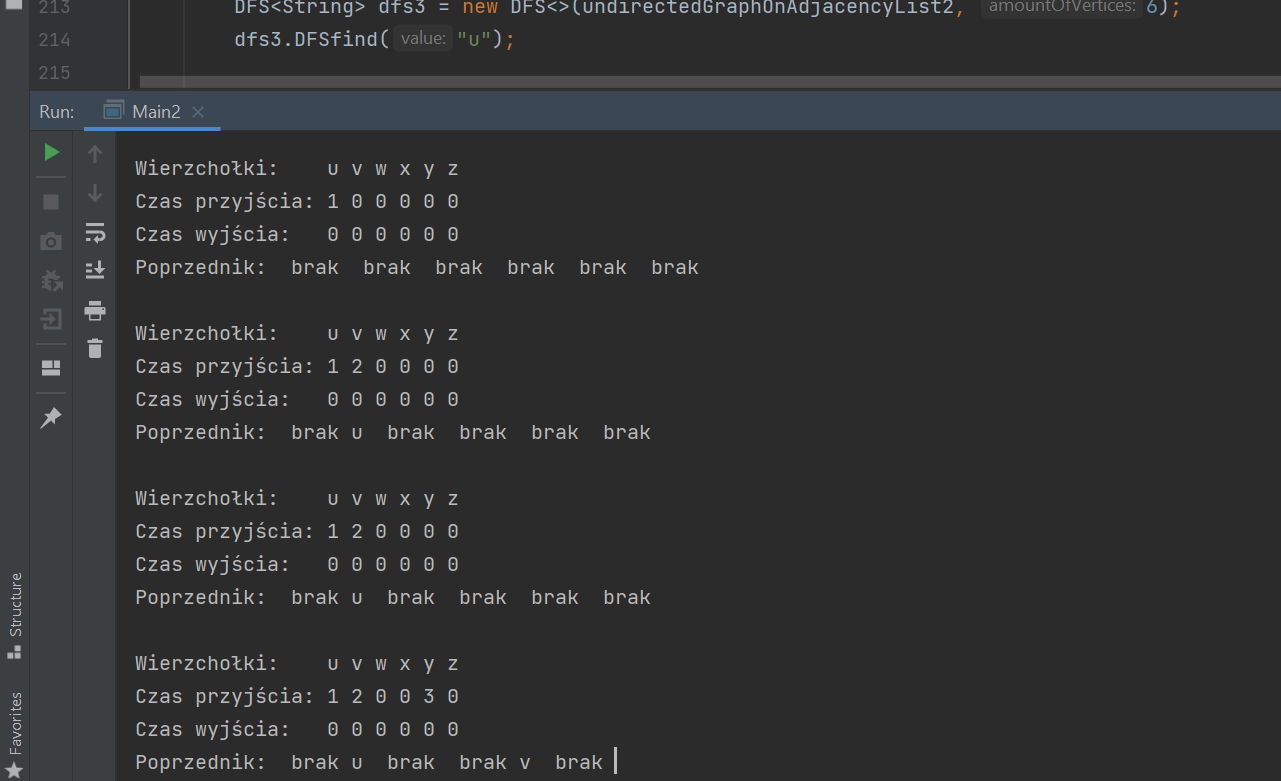 213 DFS<String> dfs3 = new DFS<>(undirectedGraphOnAdjacencyList2, amountOfVertices: 6);
214 dfs3.DFSfind( value: "u");
215
Run: Main2
Wierzchołki: u v w x y z
Czas przyjścia: 1 0 0 0 0 0
Czas wyjścia: 0 0 0 0 0 0
Poprzednik: brak brak brak brak brak brak
Wierzchołki: u v w x y z
Czas przyjścia: 1 2 0 0 0 0
Czas wyjścia: 0 0 0 0 0 0
Poprzednik: brak u brak brak brak brak
Wierzchołki: u v w x y z
Czas przyjścia: 1 2 0 0 0 0
Czas wyjścia: 0 0 0 0 0 0
Poprzednik: brak u brak brak brak brak
Wierzchołki: u v w x y z
Czas przyjścia: 1 2 0 0 3 0
Czas wyjścia: 0 0 0 0 0 0
Poprzednik: brak u brak brak v brak
Structure
Favorites